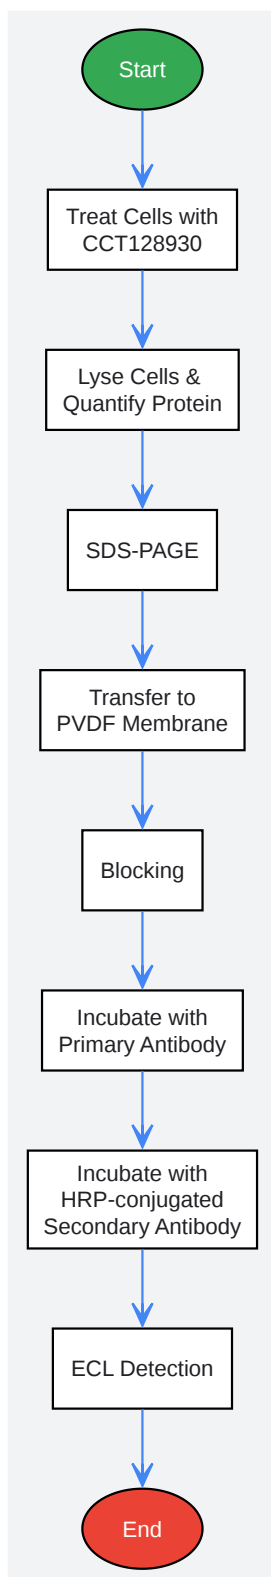 Start
Treat Cells with
CCT128930
Lyse Cells &
Quantify Protein
SDS-PAGE
Transfer to
PVDF Membrane
Blocking
Incubate with
Primary Antibody
Incubate with
HRP-conjugated
Secondary Antibody
ECL Detection
End